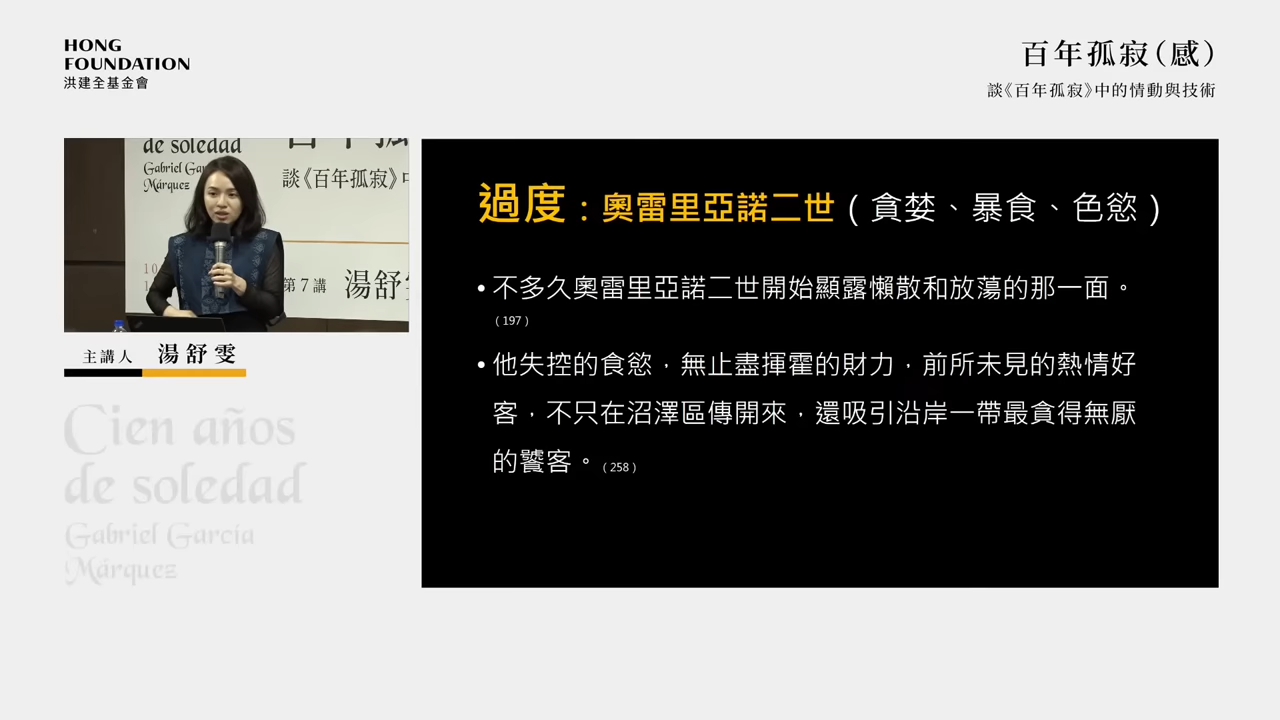 HONG
FOUNDATION
洪建全基金會
百年孤寂（感）
談《百年孤寂》中的情動與技術
de soledad
Gabriel Gar
Márquez
談《百年孤寂》中
第7講 湯舒
主講人 湯舒雯
Cien años
de soledad
Gabriel García
Márquez
過度：奧雷里亞諾二世（貪婪、暴食、色慾）
• 不多久奧雷里亞諾二世開始顯露懶散和放蕩的那一面。
（197）
• 他失控的食慾，無止盡揮霍的財力，前所未見的熱情好
客，不只在沼澤區傳開來，還吸引沿岸一帶最貪得無厭
的饕客。（258）